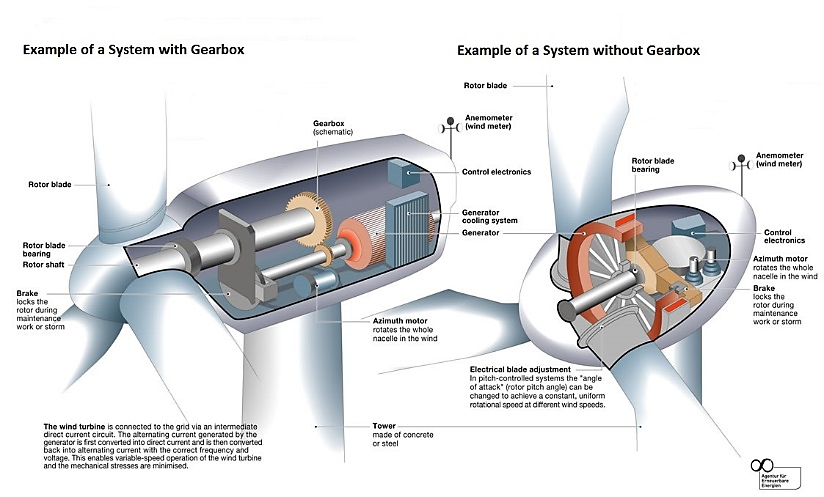 Example of a System with Gearbox
Example of a System without Gearbox
Rotor blade
Gearbox
(schematic)
Anemometer
(wind meter)
Rotor blade
bearing
Anemometer
(wind meter)
Rotor blade
Control electronics
Generator
cooling system
Generator
Control
electronics
Rotor blade
bearing
Rotor shaft
Azimuth motor
rotates the whole
nacelle in the wind
Brake
locks the
rotor during
maintenance
work or storm
Brake
locks the
rotor during
maintenance
work or storm
Azimuth motor
rotates the whole
nacelle in the wind
Electrical blade adjustment
In pitch-controlled systems the "angle
of attack" (rotor pitch angle) can be
changed to achieve a constant, uniform
rotational speed at different wind speeds.
The wind turbine is connected to the grid via an intermediate
direct current circuit. The alternating current generated by the
generator is first converted into direct current and is then converted
back into alternating current with the correct frequency and
voltage. This enables variable-speed operation of the wind turbine
and the mechanical stresses are minimised.
Tower
made of concrete
or steel
Agentur für
Erneuerbare
Energien